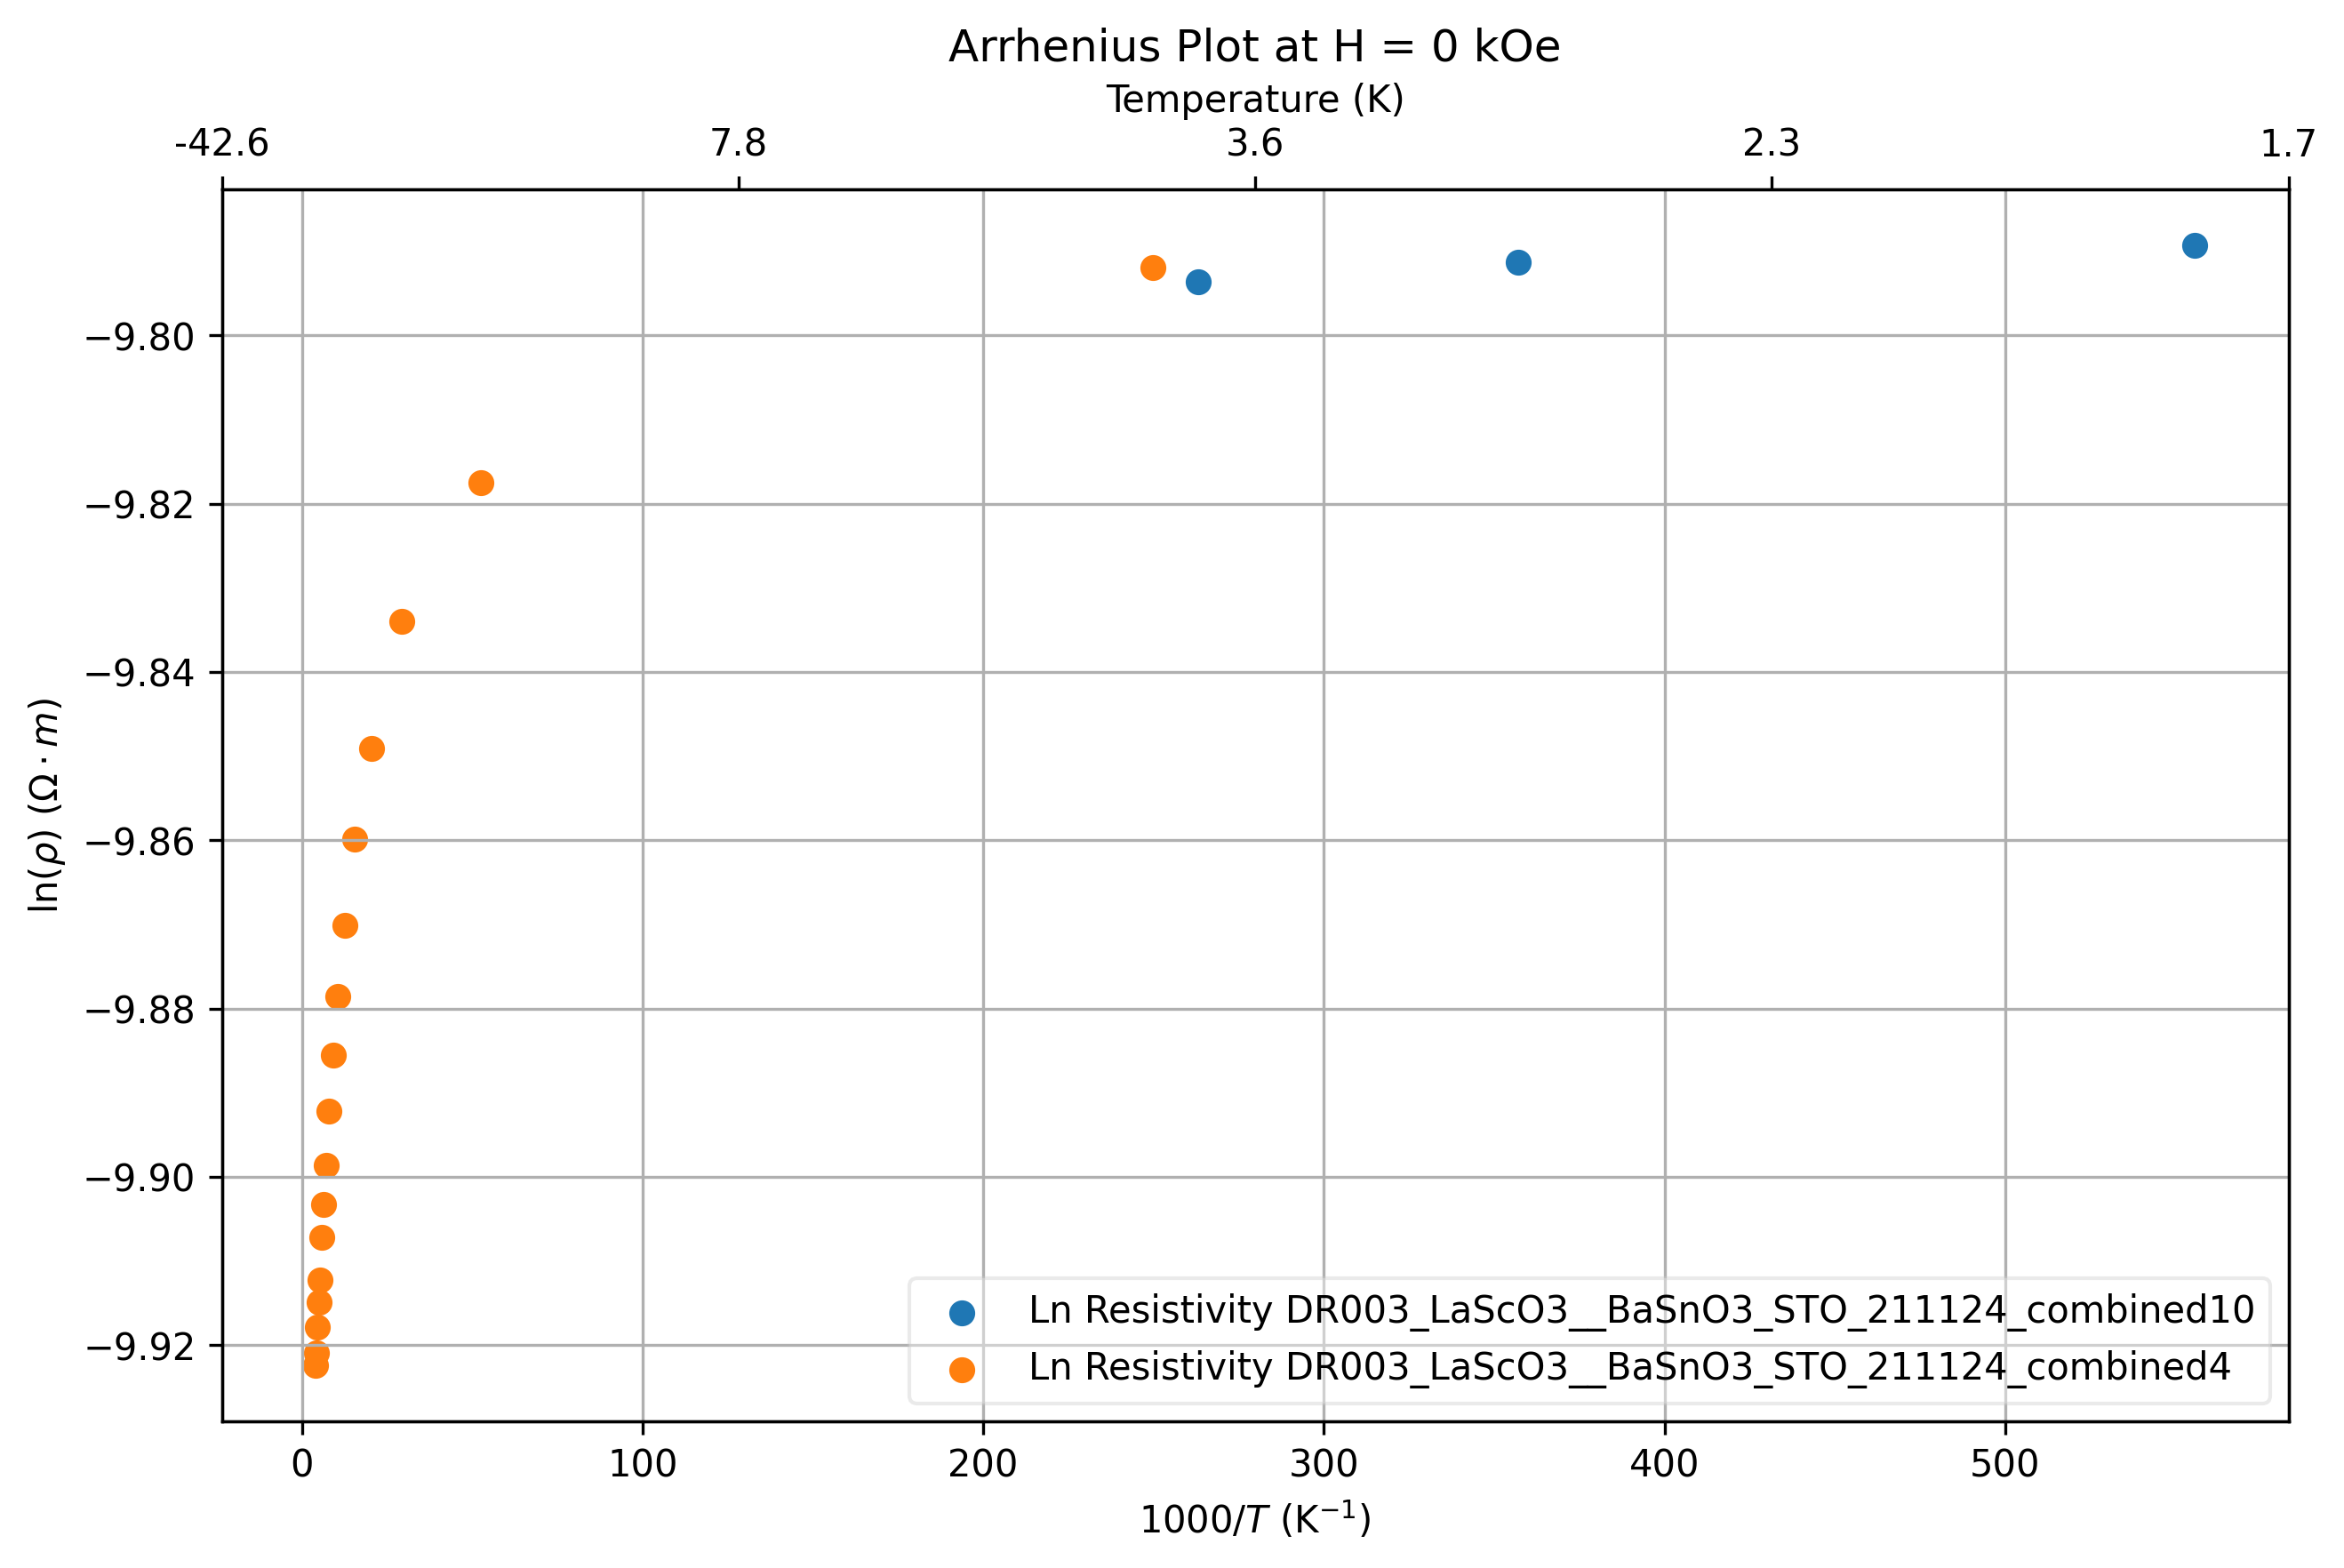 Arrhenius Plot at H = 0 kOe
Temperature (K)
-42.6 7.8 3.6 2.3 1.7
−9.80
−9.82
−9.84
−9.86
−9.88
−9.90
−9.92
ln(ρ) (Ω · m)
Ln Resistivity DR003_LaScO3__BaSnO3_STO_211124_combined10
Ln Resistivity DR003_LaScO3__BaSnO3_STO_211124_combined4
0 100 200 300 400 500
1000/T (K⁻¹)